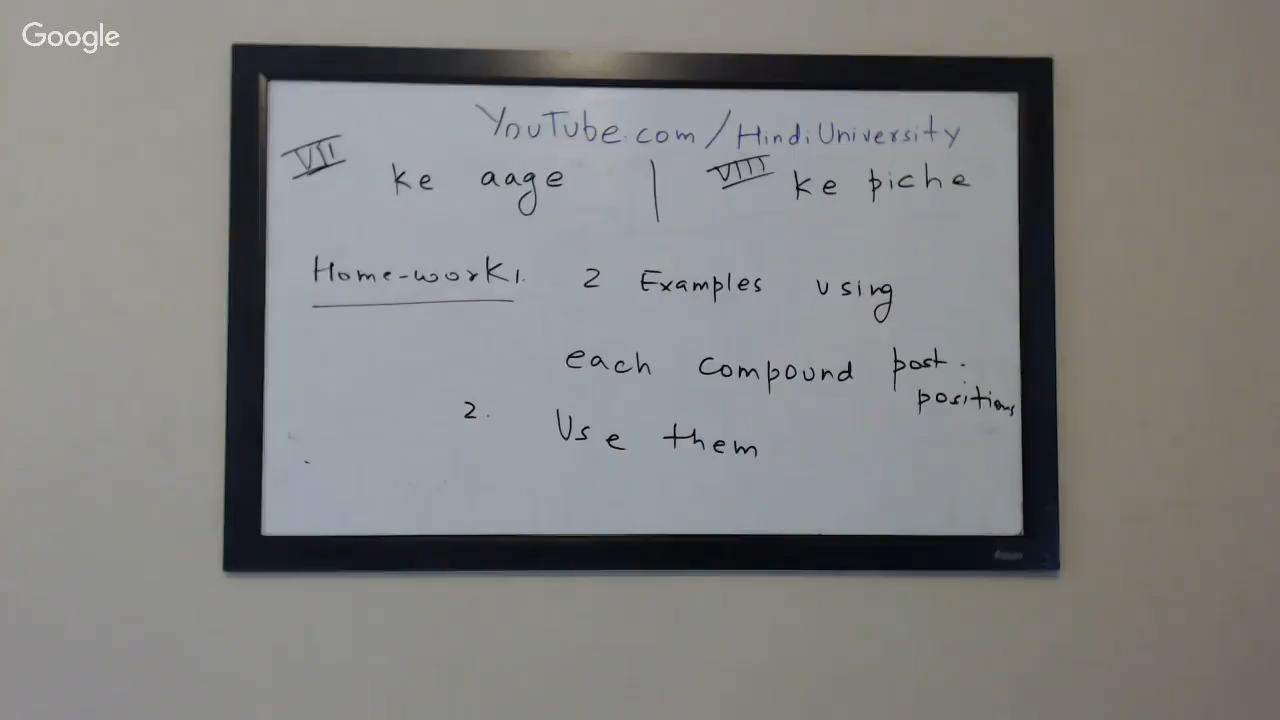 Google
YouTube.com/HindiUniversity
VII ke aage | VIII ke piche
Home-work 1. 2 Examples using
each compound post-
positions
2. Use them